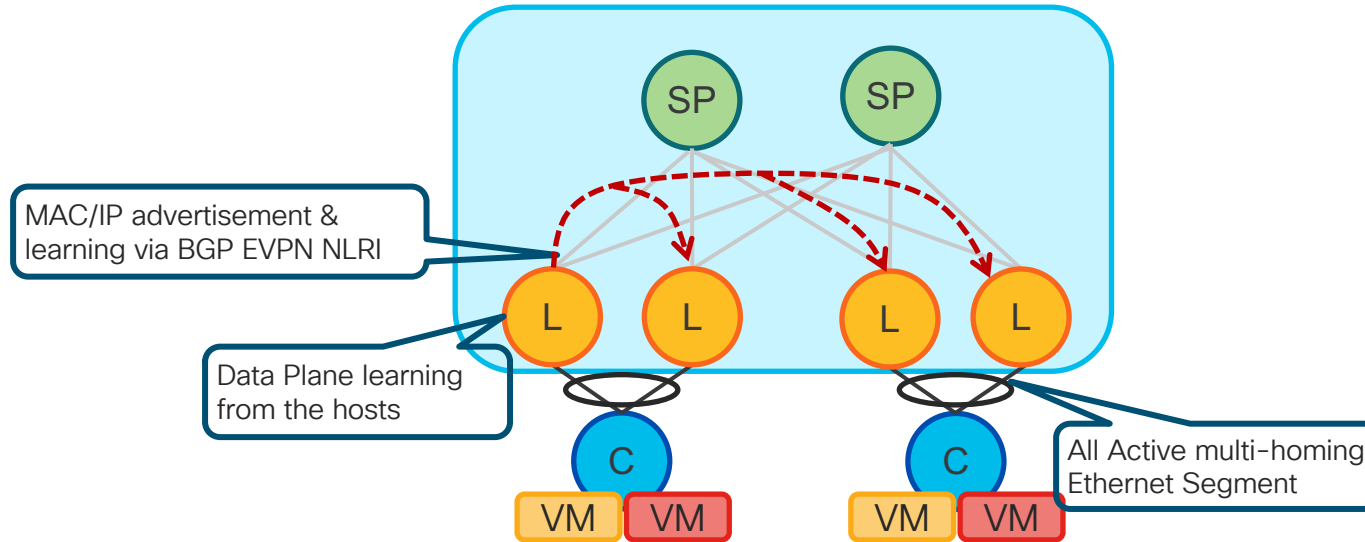 SP
SP
MAC/IP advertisement &
learning via BGP EVPN NLRI
L
L
L
L
Data Plane learning
from the hosts
C
C
All Active multi-homing
Ethernet Segment
VM
VM
VM
VM